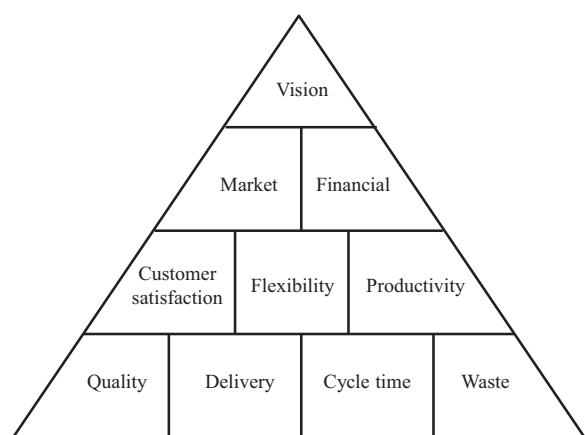 Vision
Market
Financial
Customer
satisfaction
Flexibility
Productivity
Quality
Delivery
Cycle time
Waste